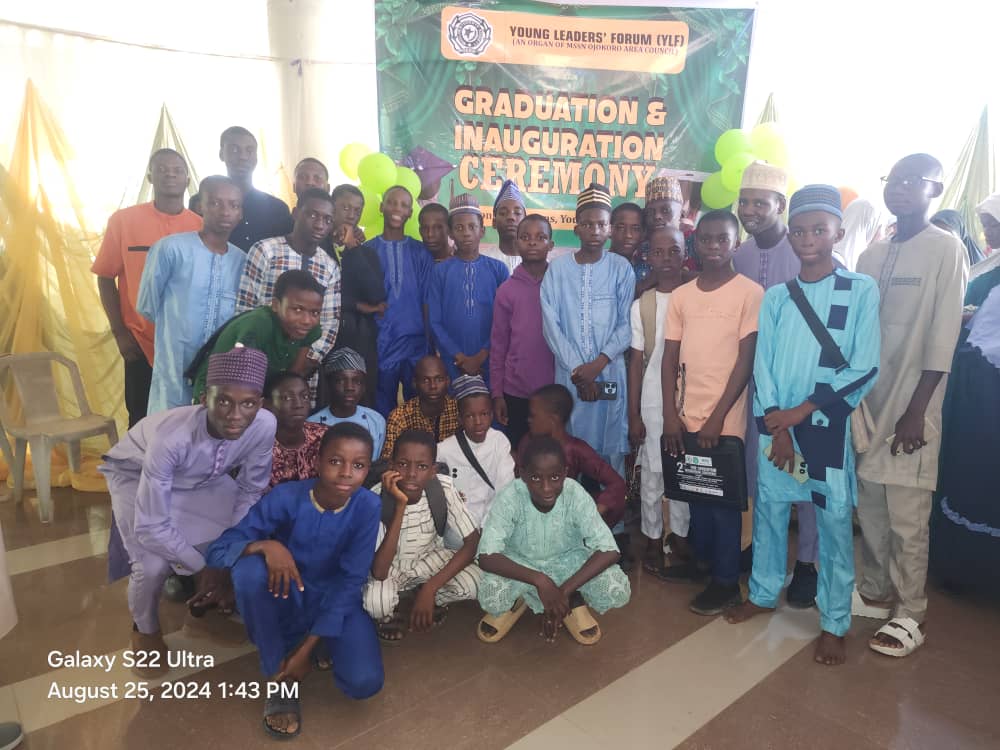 YOUNG LEADERS' FORUM (YLF)
(AN ORGAN OF MSSN OJOKORO AREA COUNCIL)
GRADUATION &
INAUGURATION
CEREMONY
Galaxy S22 Ultra
August 25, 2024 1:43 PM